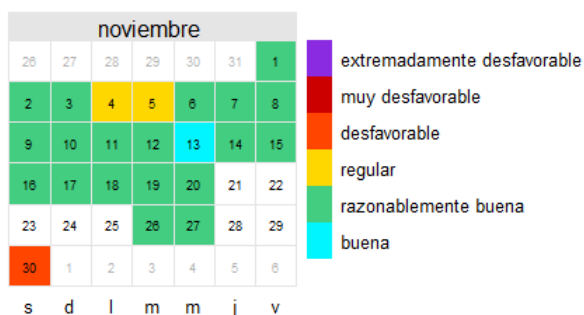 noviembre
26 27 28 29 30 31 1
2 3 4 5 6 7 8
9 10 11 12 13 14 15
16 17 18 19 20 21 22
23 24 25 26 27 28 29
30 1 2 3 4 5 6
s d l m m j v
extremadamente desfavorable
muy desfavorable
desfavorable
regular
razonablemente buena
buena